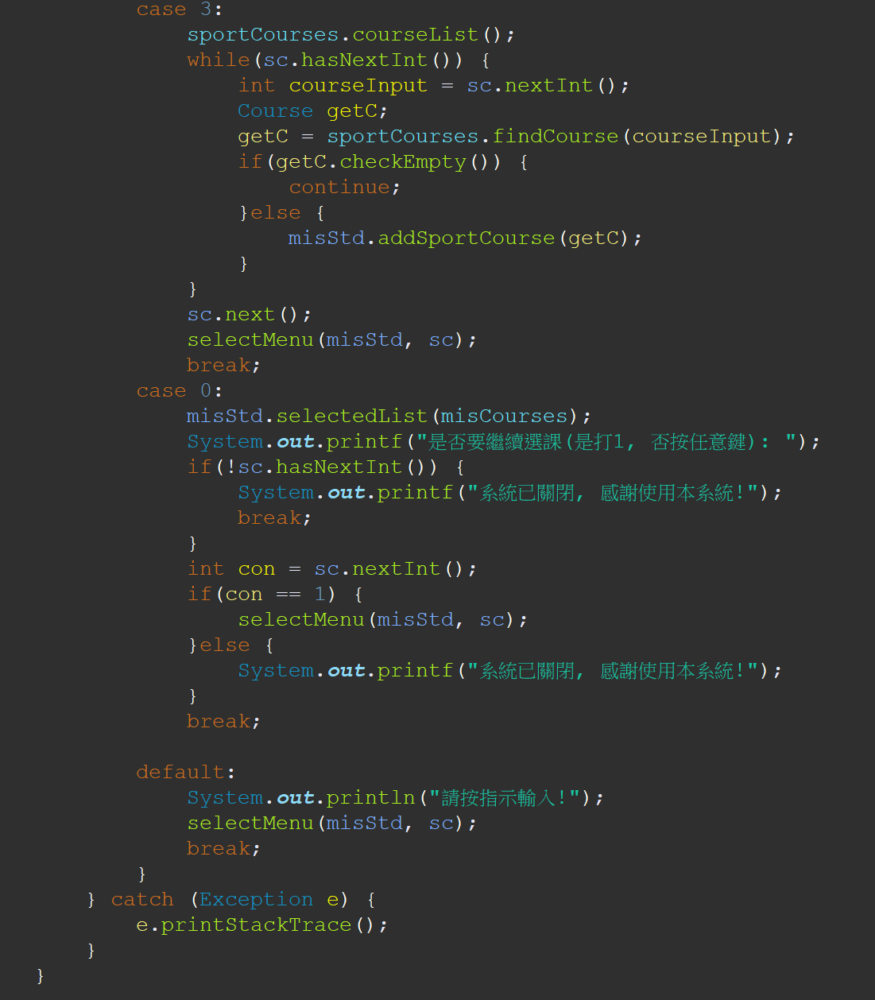 case 3:
sportCourses.courseList();
while(sc.hasNextInt()) {
int courseInput = sc.nextInt();
Course getC;
getC = sportCourses.findCourse(courseInput);
if(getC.checkEmpty()) {
continue;
}else {
misStd.addSportCourse(getC);
}
}
sc.next();
selectMenu(misStd, sc);
break;
case 0:
misStd.selectedList(misCourses);
System.out.printf("是否要繼續選課(是打1, 否按任意鍵): ");
if(!sc.hasNextInt()) {
System.out.printf("系統已關閉, 感謝使用本系統!");
break;
}
int con = sc.nextInt();
if(con == 1) {
selectMenu(misStd, sc);
}else {
System.out.printf("系統已關閉, 感謝使用本系統!");
}
break;
default:
System.out.println("請按指示輸入!");
selectMenu(misStd, sc);
break;
}
} catch (Exception e) {
e.printStackTrace();
}
}